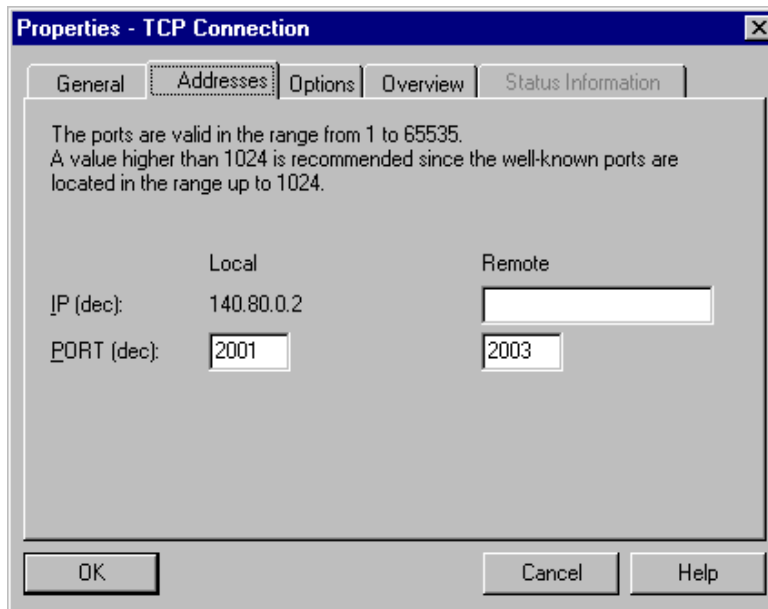 Properties - TCP Connection
General Addresses Options Overview Status Information
The ports are valid in the range from 1 to 65535.
A value higher than 1024 is recommended since the well-known ports are
located in the range up to 1024.
Local Remote
IP (dec): 140.80.0.2
PORT (dec): 2001 2003
OK Cancel Help